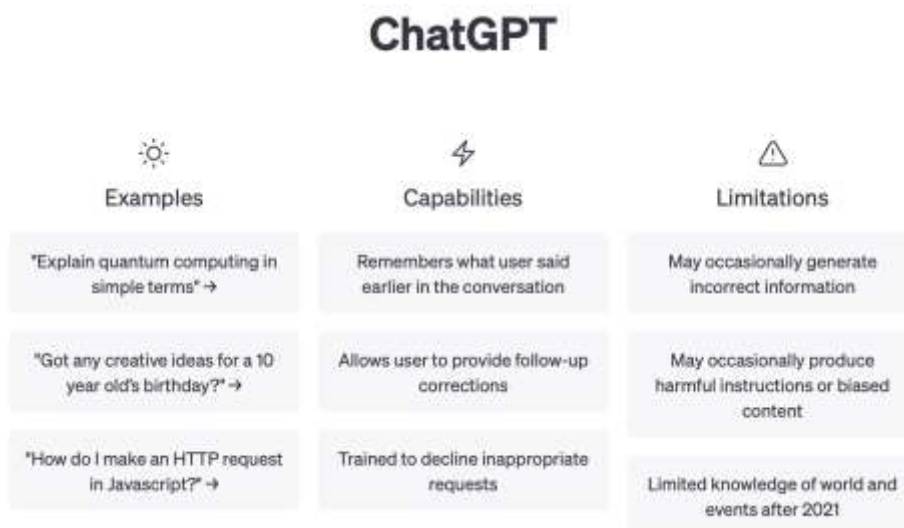 ChatGPT
Examples
"Explain quantum computing in
simple terms" →
"Got any creative ideas for a 10
year old's birthday?" →
"How do I make an HTTP request
in Javascript?" →
Capabilities
Remembers what user said
earlier in the conversation
Allows user to provide follow-up
corrections
Trained to decline inappropriate
requests
Limitations
May occasionally generate
incorrect information
May occasionally produce
harmful instructions or biased
content
Limited knowledge of world and
events after 2021